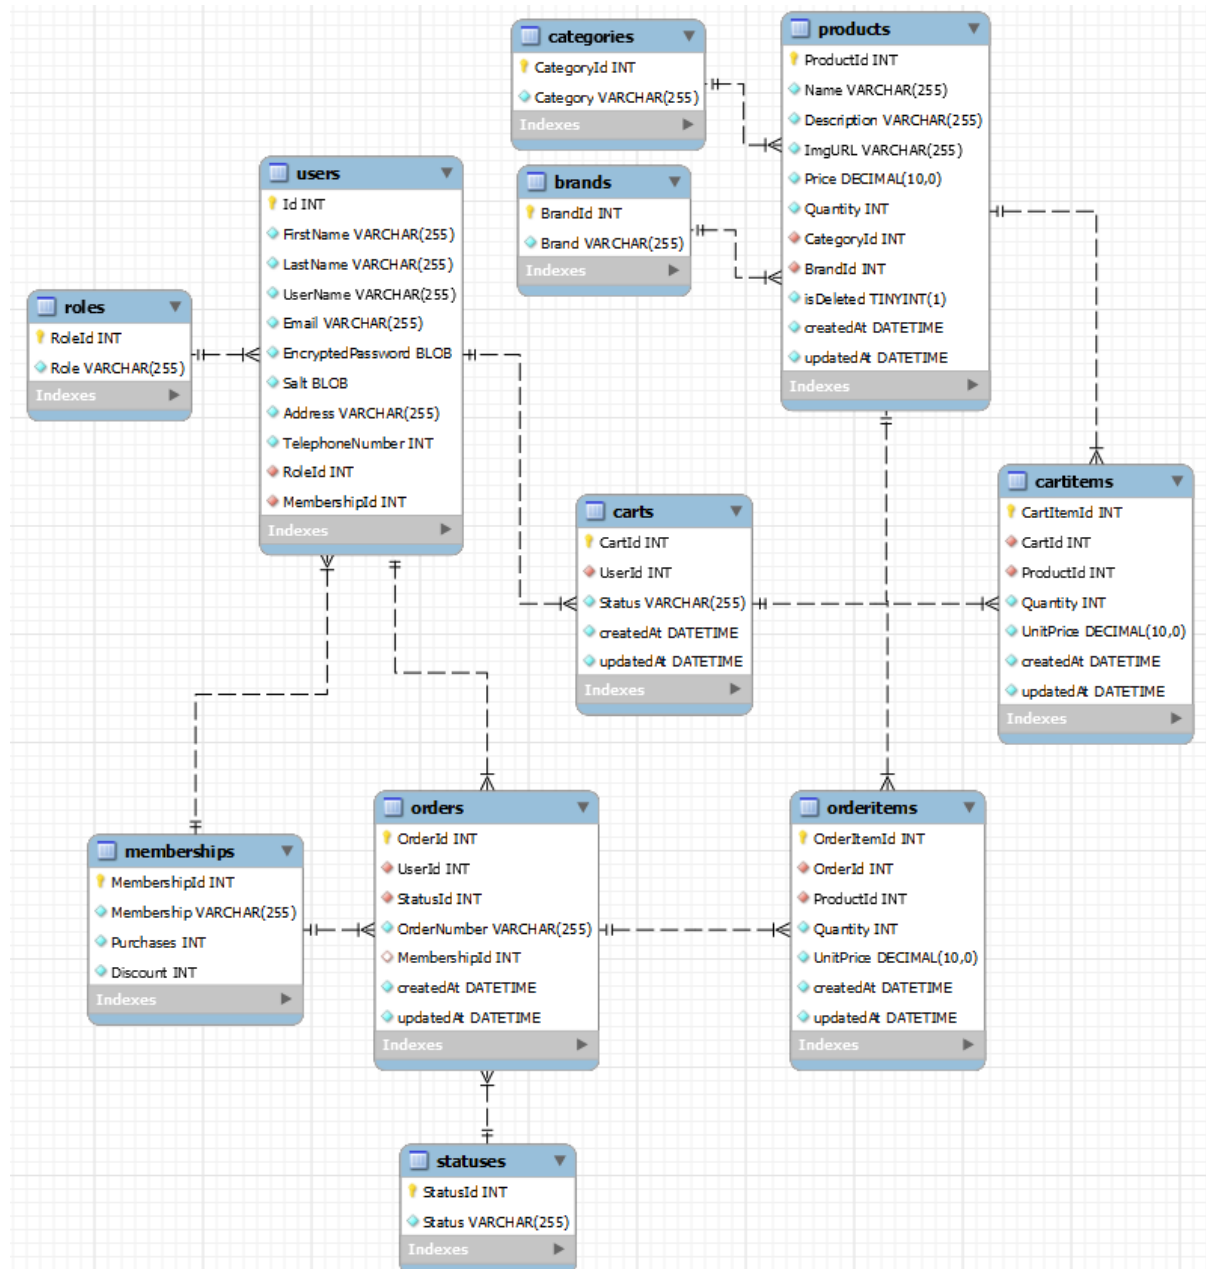 categories
CategoryId INT
Category VARCHAR(255)
Indexes
products
ProductId INT
Name VARCHAR(255)
Description VARCHAR(255)
ImgURL VARCHAR(255)
Price DECIMAL(10,0)
Quantity INT
CategoryId INT
BrandId INT
isDeleted TINYINT(1)
createdAt DATETIME
updatedAt DATETIME
Indexes
brands
BrandId INT
Brand VARCHAR(255)
Indexes
users
Id INT
FirstName VARCHAR(255)
LastName VARCHAR(255)
UserName VARCHAR(255)
Email VARCHAR(255)
EncryptedPassword BLOB
Salt BLOB
Address VARCHAR(255)
TelephoneNumber INT
RoleId INT
MembershipId INT
Indexes
roles
RoleId INT
Role VARCHAR(255)
Indexes
carts
CartId INT
UserId INT
Status VARCHAR(255)
createdAt DATETIME
updatedAt DATETIME
Indexes
cartitems
CartItemId INT
CartId INT
ProductId INT
Quantity INT
UnitPrice DECIMAL(10,0)
createdAt DATETIME
updatedAt DATETIME
Indexes
memberships
MembershipId INT
Membership VARCHAR(255)
Purchases INT
Discount INT
Indexes
orders
OrderId INT
UserId INT
StatusId INT
OrderNumber VARCHAR(255)
MembershipId INT
createdAt DATETIME
updatedAt DATETIME
Indexes
orderitems
OrderItemId INT
OrderId INT
ProductId INT
Quantity INT
UnitPrice DECIMAL(10,0)
createdAt DATETIME
updatedAt DATETIME
Indexes
statuses
StatusId INT
Status VARCHAR(255)
Indexes